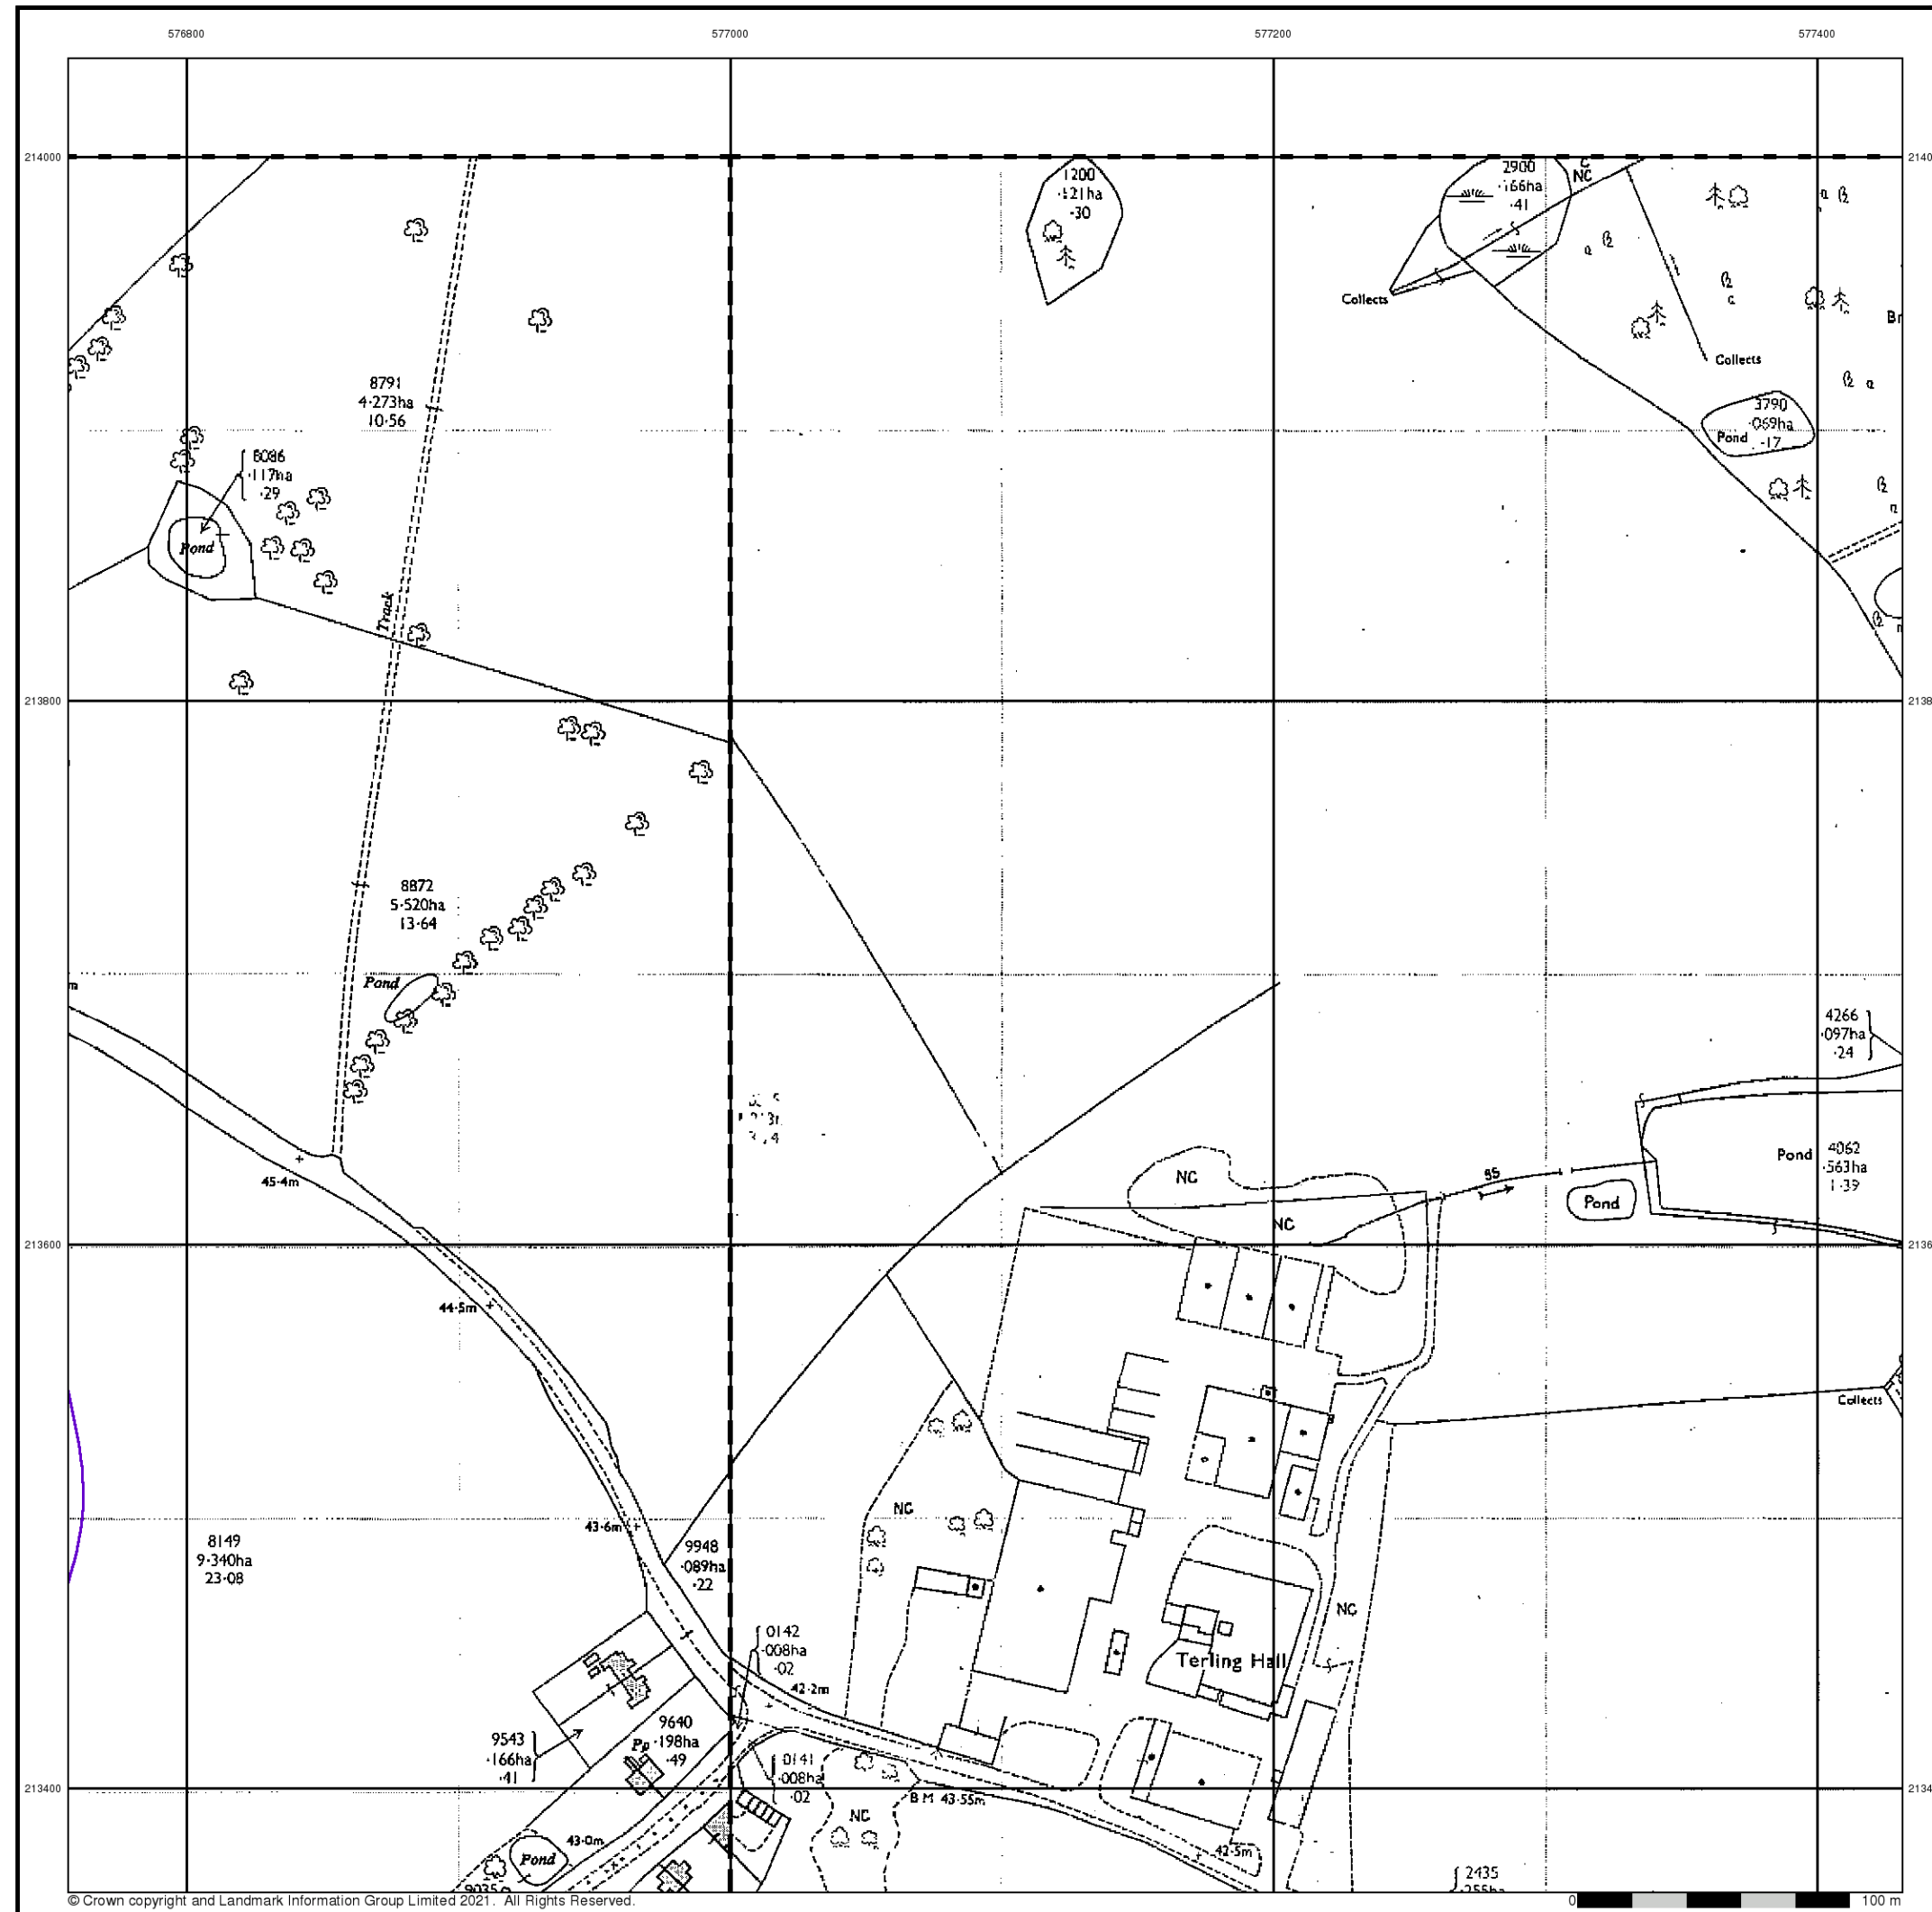 576800
577000
577200
577400
214000
8791
4·273ha
10·56
8086
·117ha
·29
Pond
Track
1200
·121ha
·30
2900
·166ha
·41
C
NC
Collects
Collects
3790
·069ha
Pond ·17
213800
8872
5·520ha
13·64
Pond
45·4m
213600
44·5m
4266
·097ha
·24
Pond
4062
·563ha
1·39
Pond
NC
NC
Collects
NC
43·6m
8149
9·340ha
23·08
9948
·089ha
·22
NC
Terling Hall
0142
·008ha
·02
42·2m
9543
·166ha
·41
9640
·198ha
·49
Pp
0141
·008ha
·02
BM 43·55m
NC
43·0m
Pond
42·5m
2435
·255ha
9035
© Crown copyright and Landmark Information Group Limited 2021. All Rights Reserved.
0
100 m